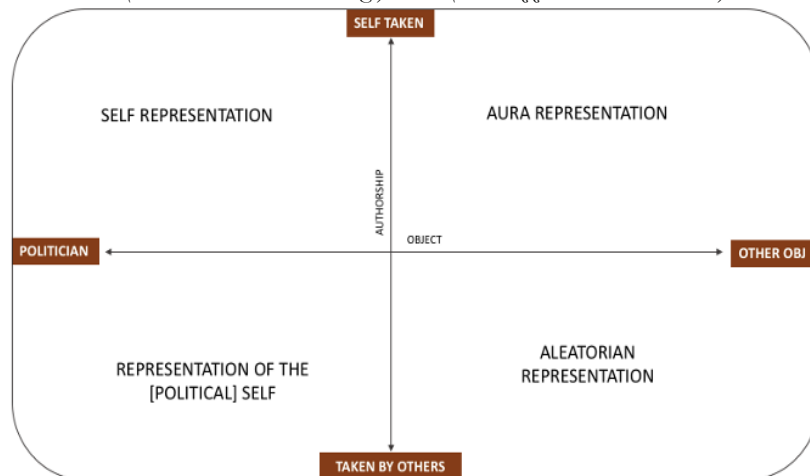 SELF TAKEN
SELF REPRESENTATION
AURA REPRESENTATION
AUTHORSHIP
OBJECT
POLITICIAN
OTHER OBJ
REPRESENTATION OF THE
[POLITICAL] SELF
ALEATORIAN
REPRESENTATION
TAKEN BY OTHERS